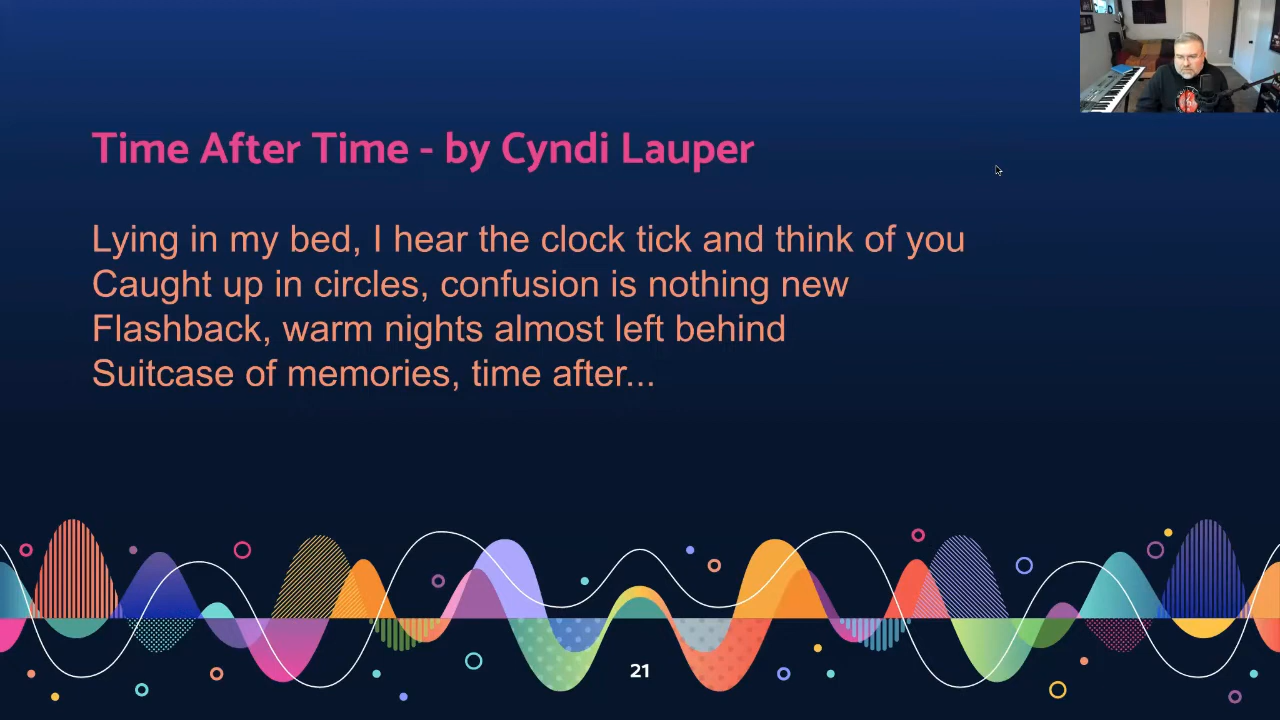 Time After Time - by Cyndi Lauper
Lying in my bed, I hear the clock tick and think of you
Caught up in circles, confusion is nothing new
Flashback, warm nights almost left behind
Suitcase of memories, time after...
21